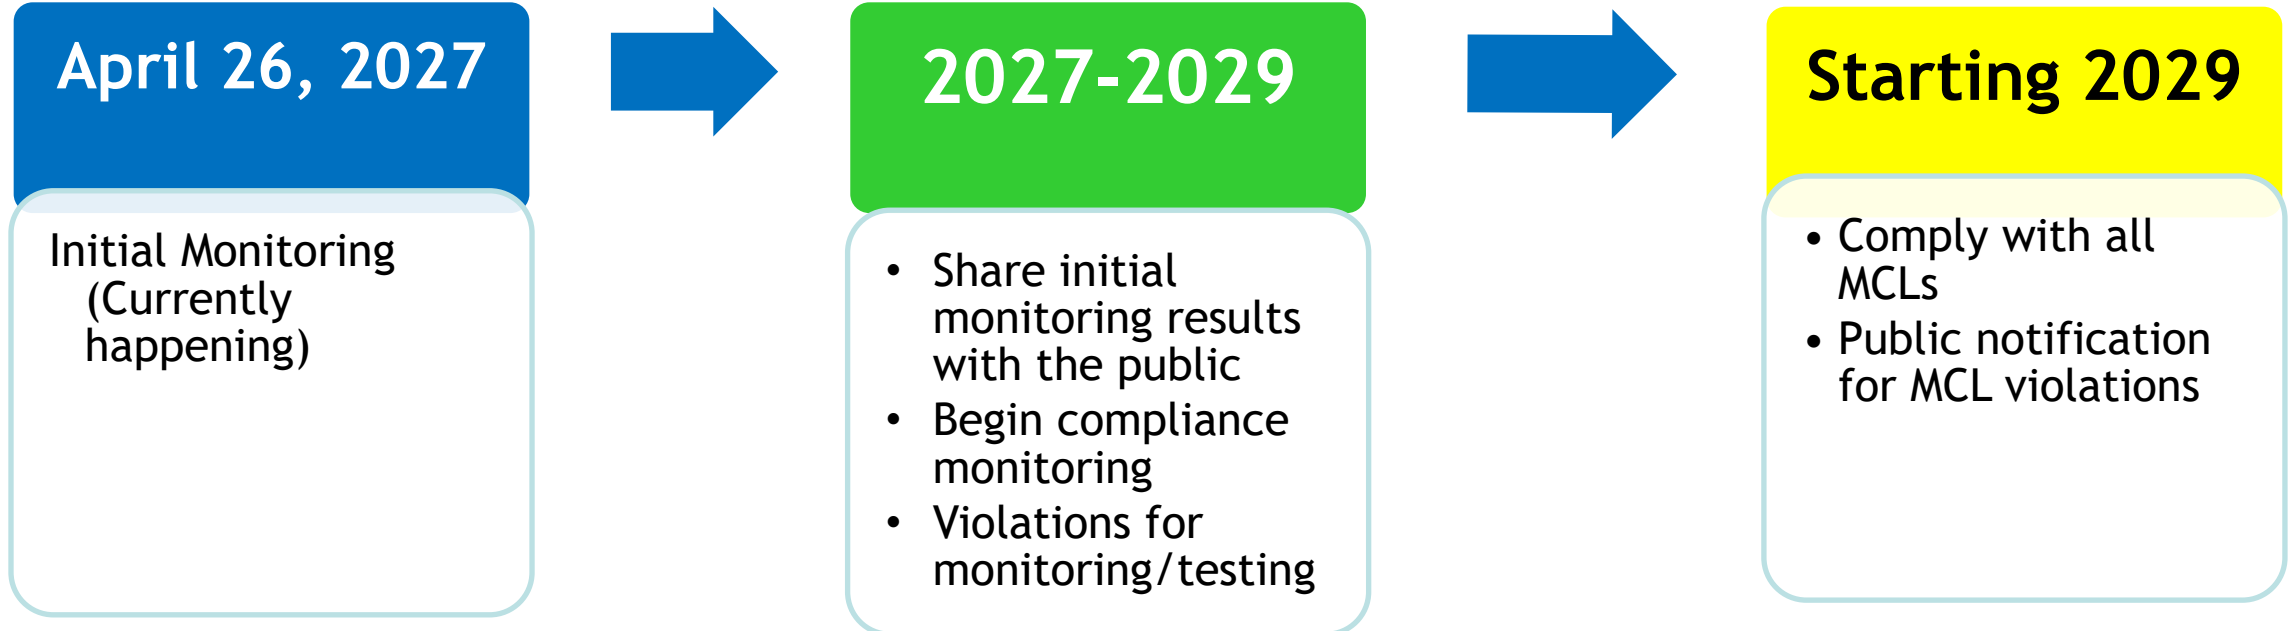 April 26, 2027
Initial Monitoring
(Currently
happening)
2027-2029
• Share initial
monitoring results
with the public
• Begin compliance
monitoring
• Violations for
monitoring/testing
Starting 2029
• Comply with all
MCLs
• Public notification
for MCL violations